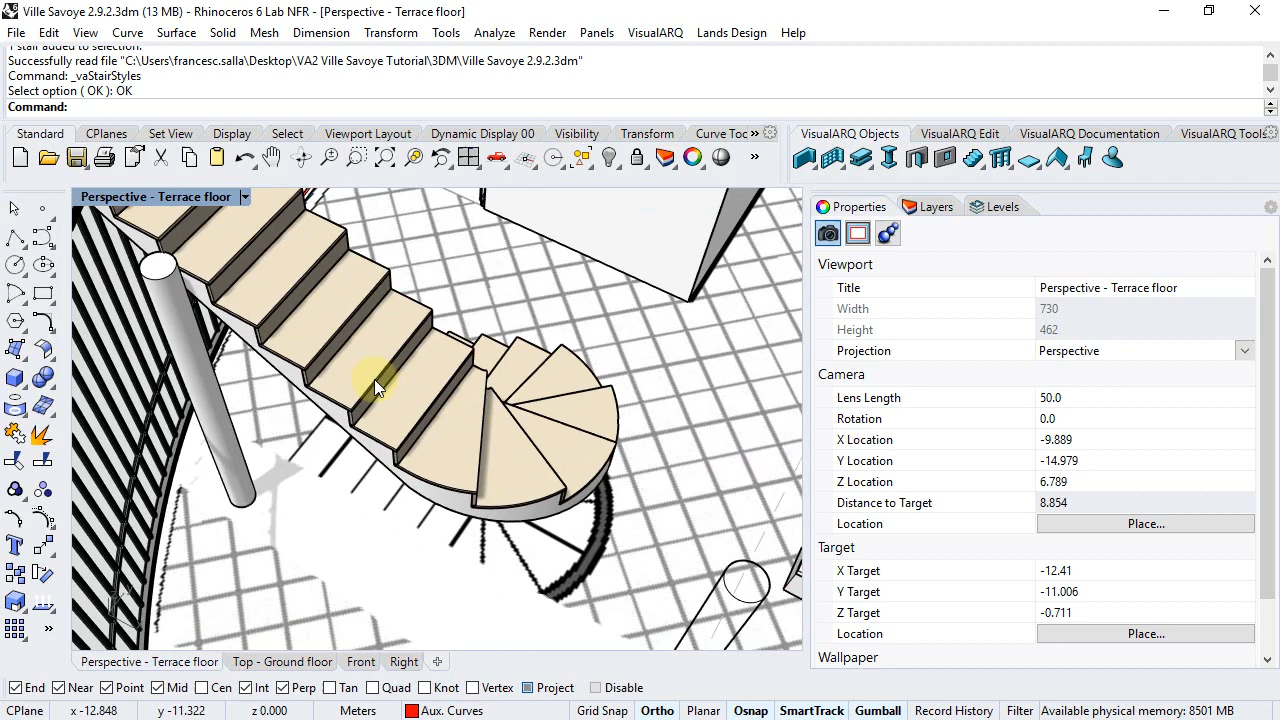 Ville Savoye 2.9.2.3dm (13 MB) - Rhinoceros 6 Lab NFR - [Perspective - Terrace floor]
File Edit View Curve Surface Solid Mesh Dimension Transform Tools Analyze Render Panels VisualARQ Lands Design Help
1 stair added to selection.
Successfully read file "C:\Users\francesc.salla\Desktop\VA2 Ville Savoye Tutorial\3DM\Ville Savoye 2.9.2.3dm"
Command: _vaStairStyles
Select option ( OK ): OK
Command:
Standard CPlanes Set View Display Select Viewport Layout Dynamic Display 00 Visibility Transform Curve Toc » VisualARQ Objects VisualARQ Edit VisualARQ Documentation VisualARQ Tools
Perspective - Terrace floor
Properties Layers Levels
Viewport
Title Perspective - Terrace floor
Width 730
Height 462
Projection Perspective
Camera
Lens Length 50.0
Rotation 0.0
X Location -9.889
Y Location -14.979
Z Location 6.789
Distance to Target 8.854
Location Place...
Target
X Target -12.41
Y Target -11.006
Z Target -0.711
Location Place...
Wallpaper
Perspective - Terrace floor Top - Ground floor Front Right
End Near Point Mid Cen Int Perp Tan Quad Knot Vertex Project Disable
CPlane x -12.848 y -11.322 z 0.000 Meters Aux. Curves Grid Snap Ortho Planar Osnap SmartTrack Gumball Record History Filter Available physical memory: 8501 MB